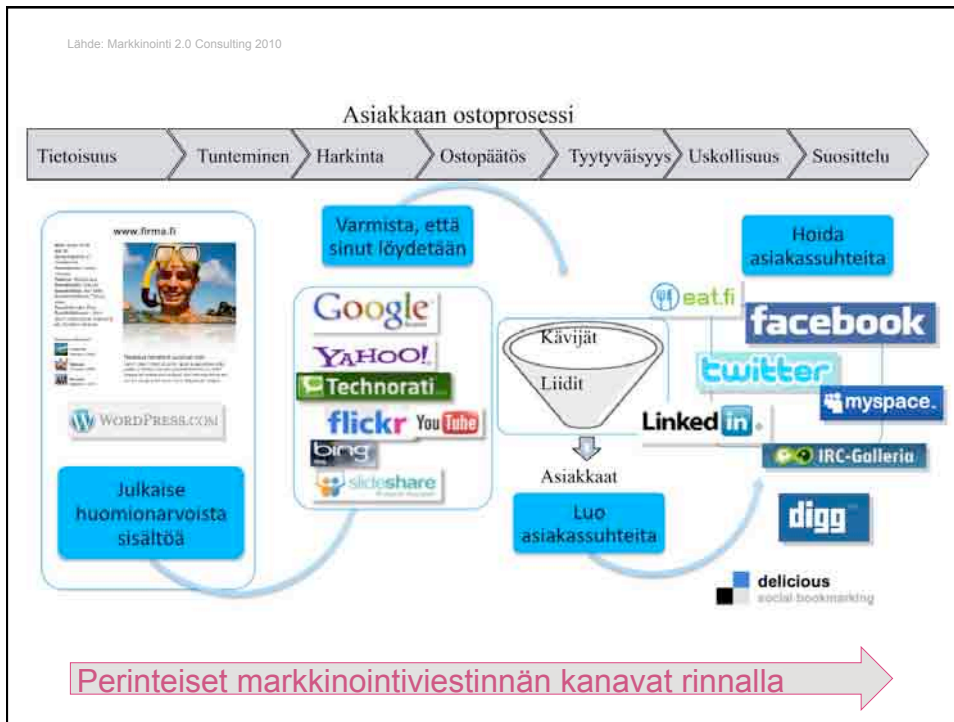 Lähde: Markkinointi 2.0 Consulting 2010
Asiakkaan ostoprosessi
Tietoisuus
Tunteminen
Harkinta
Ostopäätös
Tyytyväisyys
Uskollisuus
Suosittelu
www.firma.fi
WORDPRESS.COM
Julkaise
huomionarvoista
sisältöä
Varmista, että
sinut löydetään
Google
YAHOO!
Technorati
flickr
YouTube
bing
slideshare
Kävijät
Liidit
Asiakkaat
Luo
asiakassuhteita
Hoida
asiakassuhteita
eat.fi
facebook
twitter
myspace.
Linked in.
IRC-Galleria
digg
delicious
social bookmarking
Perinteiset markkinointiviestinnän kanavat rinnalla